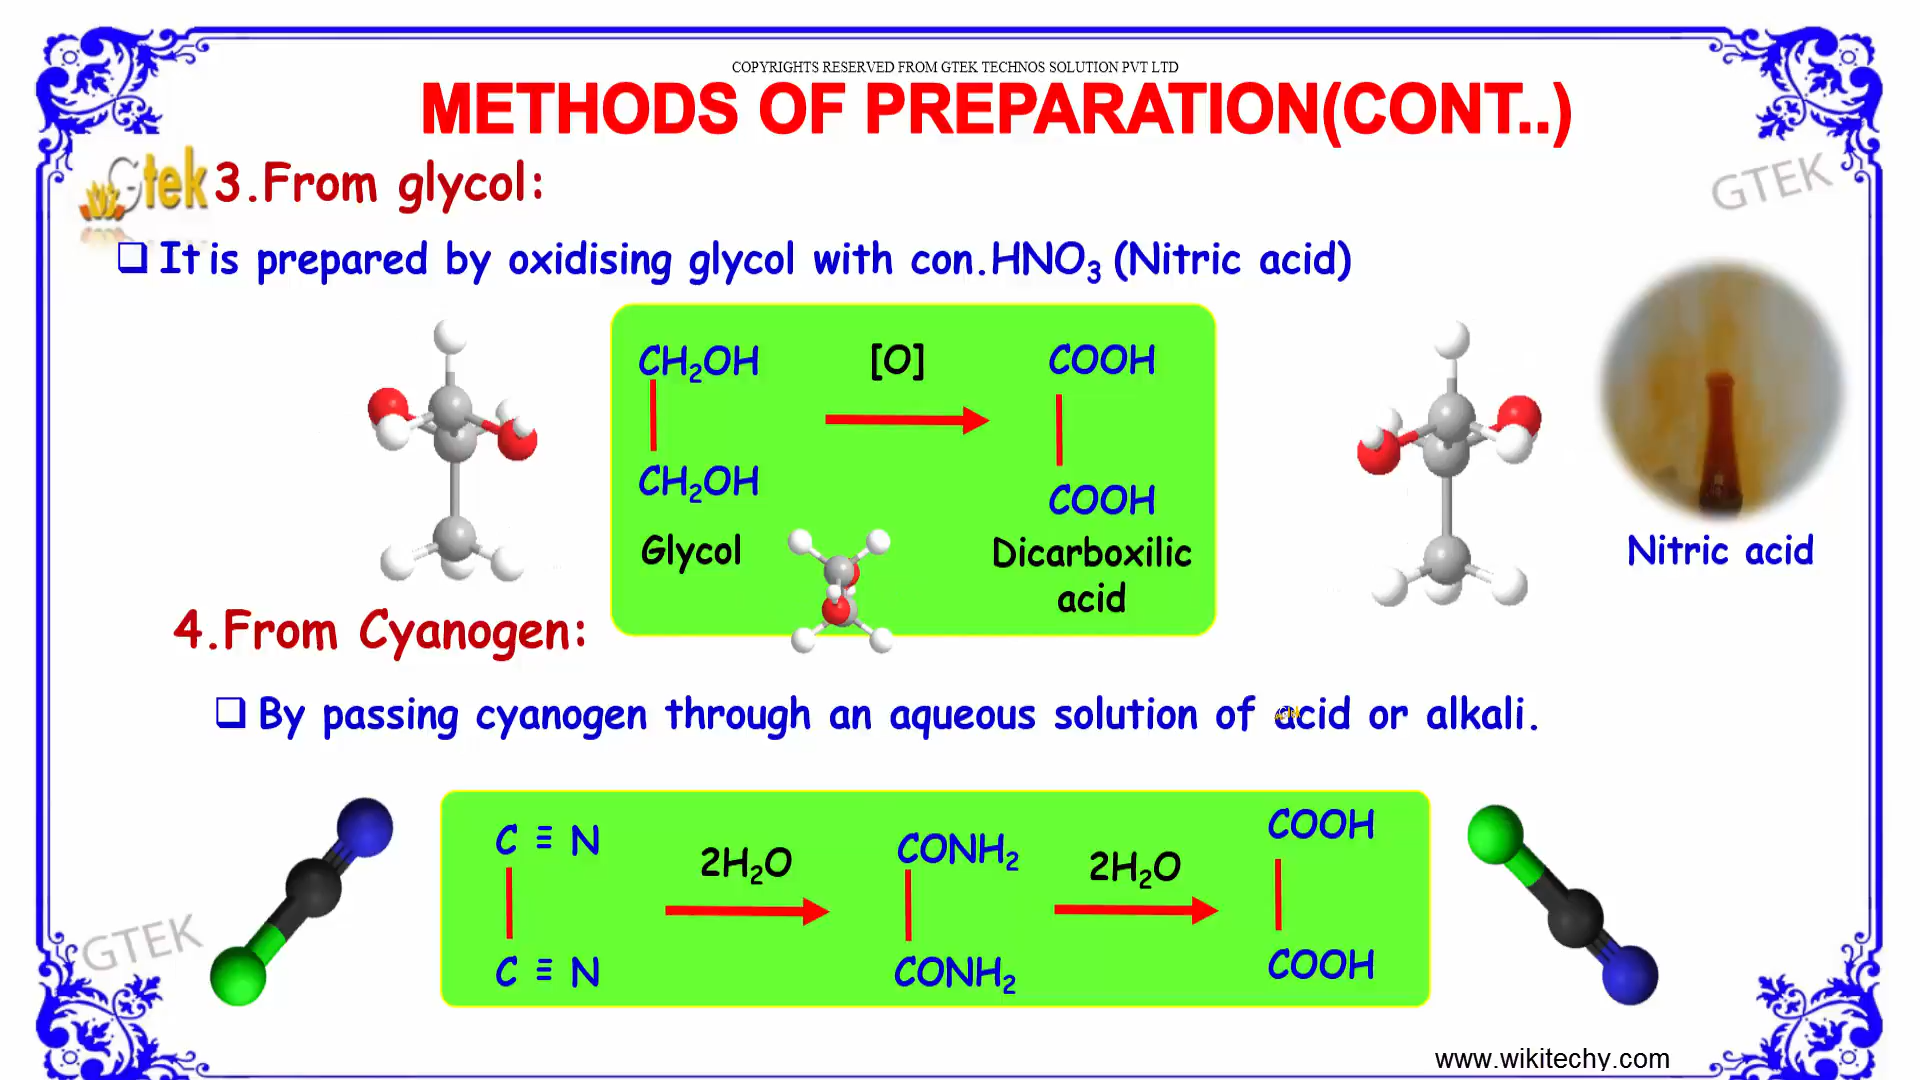 COPYRIGHTS RESERVED FROM GTEK TECHNOS SOLUTION PVT LTD
METHODS OF PREPARATION(CONT..)
Gtek
3.From glycol:
GTEK
It is prepared by oxidising glycol with con.HNO₃ (Nitric acid)
CH₂OH [O] COOH
CH₂OH COOH
Glycol Dicarboxilic
acid
Nitric acid
4.From Cyanogen:
By passing cyanogen through an aqueous solution of acid or alkali.
C ≡ N 2H₂O CONH₂ 2H₂O COOH
C ≡ N CONH₂ COOH
GTEK
www.wikitechy.com